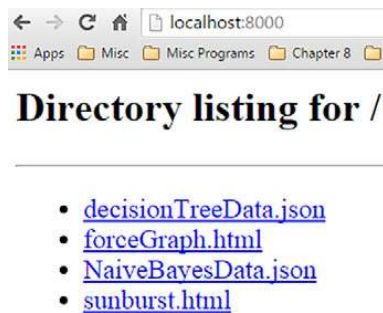 localhost:8000
Apps Misc Misc Programs Chapter 8
Directory listing for /
decisionTreeData.json
forceGraph.html
NaiveBayesData.json
sunburst.html